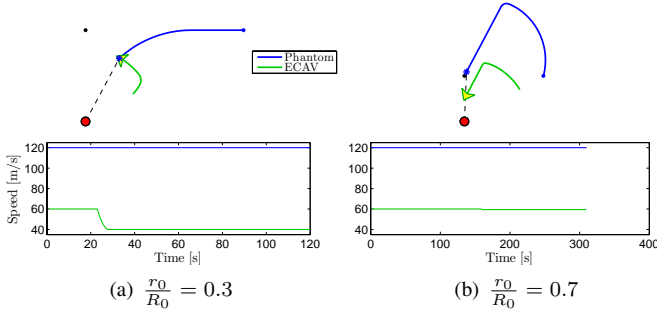 Phantom
ECAV
Speed [m/s]
120
100
80
60
40
0 20 40 60 80 100 120
Time [s]
(a) r₀/R₀ = 0.3
120
100
80
60
40
0 100 200 300 400
Time [s]
(b) r₀/R₀ = 0.7